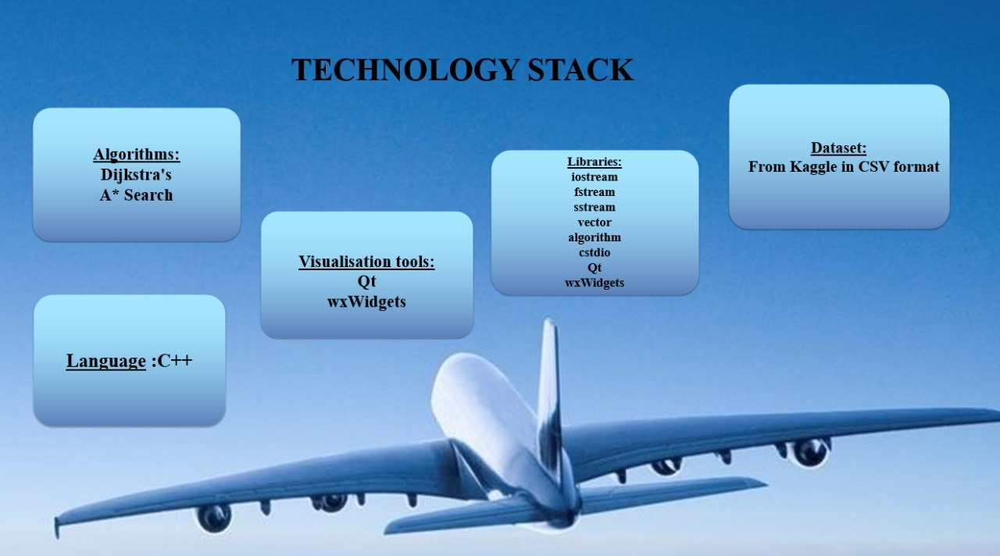 TECHNOLOGY STACK
Algorithms:
Dijkstra's
A* Search
Language :C++
Visualisation tools:
Qt
wxWidgets
Libraries:
iostream
fstream
sstream
vector
algorithm
cstdio
Qt
wxWidgets
Dataset:
From Kaggle in CSV format